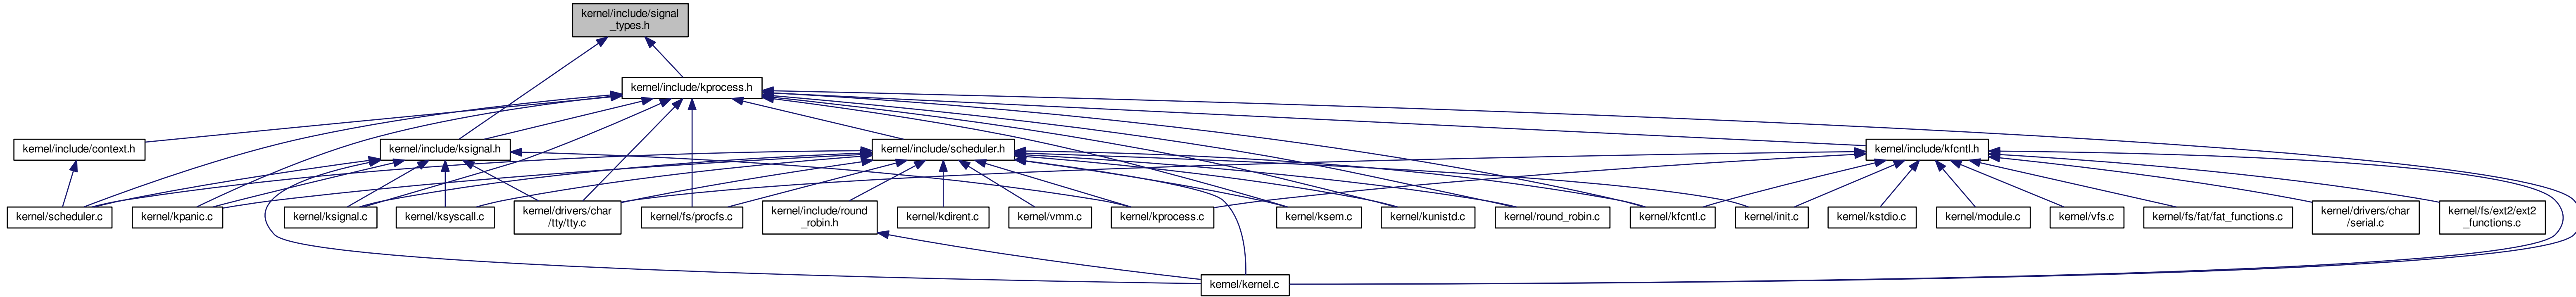 kernel/include/signal
_types.h
kernel/include/kprocess.h
kernel/include/context.h
kernel/include/ksignal.h
kernel/include/scheduler.h
kernel/include/kfcntl.h
kernel/scheduler.c
kernel/kpanic.c
kernel/ksignal.c
kernel/ksyscall.c
kernel/drivers/char
/tty/tty.c
kernel/fs/procfs.c
kernel/include/round
_robin.h
kernel/kdirent.c
kernel/vmm.c
kernel/kprocess.c
kernel/ksem.c
kernel/kunistd.c
kernel/round_robin.c
kernel/kfcntl.c
kernel/init.c
kernel/kstdio.c
kernel/module.c
kernel/vfs.c
kernel/fs/fat/fat_functions.c
kernel/drivers/char
/serial.c
kernel/fs/ext2/ext2
_functions.c
kernel/kernel.c